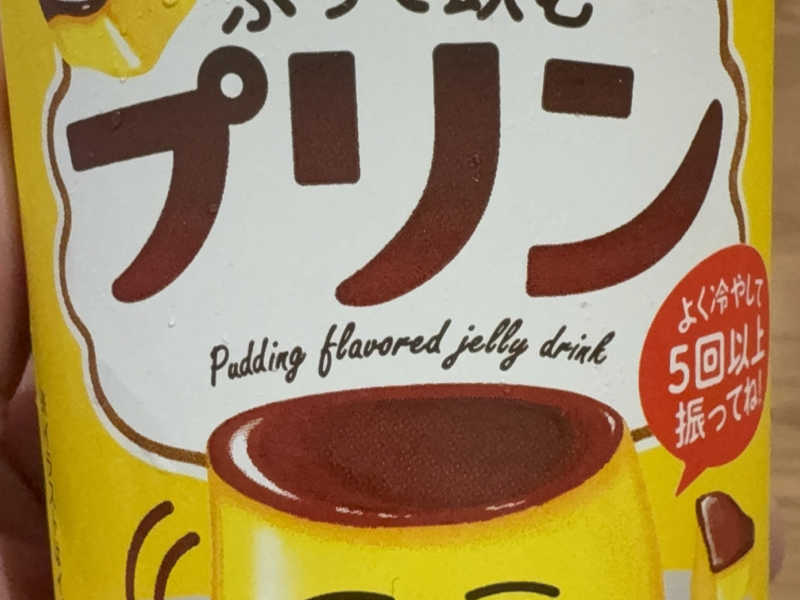 ふって飲む
プリン
Pudding flavored jelly drink
よく冷やして
5回以上
振ってね!